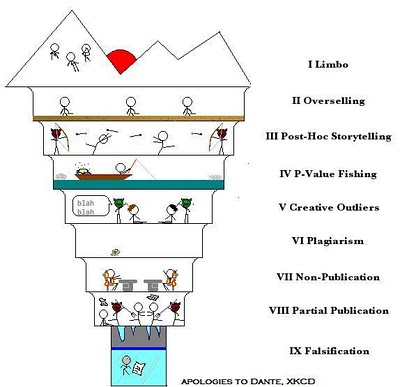 I Limbo
II Overselling
III Post-Hoc Storytelling
IV P-Value Fishing
blah
blah
V Creative Outliers
VI Plagiarism
VII Non-Publication
VIII Partial Publication
IX Falsification
APOLOGIES TO DANTE, XKCD